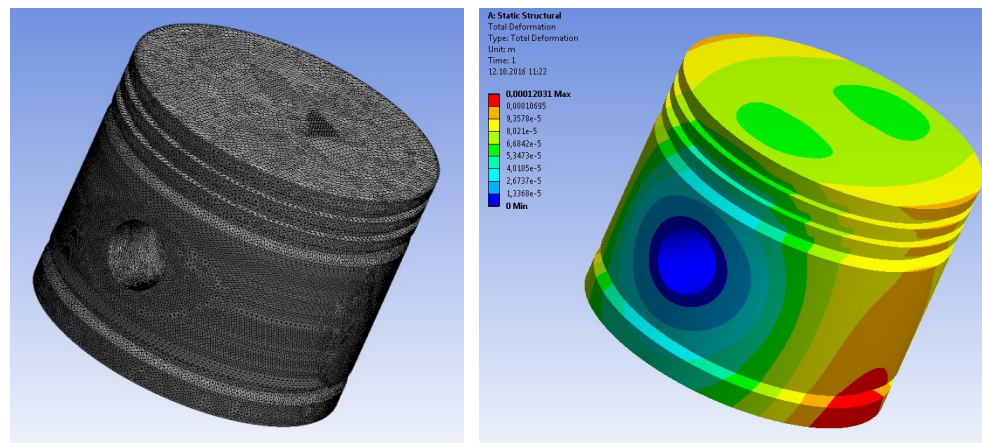 A: Static Structural
Total Deformation
Type: Total Deformation
Unit: m
Time: 1
12.10.2016 11:22
0,00012031 Max
0,00010695
9,3578e-5
8,021e-5
6,6842e-5
5,3473e-5
4,0105e-5
2,6737e-5
1,3368e-5
0 Min